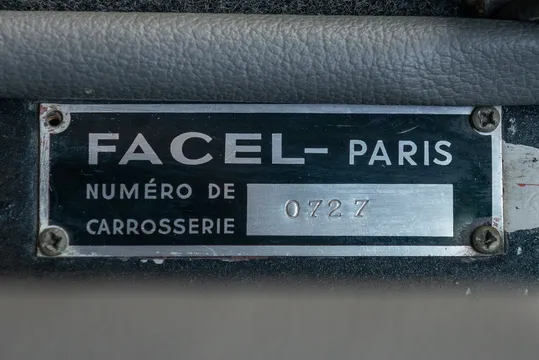 FACEL– PARIS
NUMÉRO DE
CARROSSERIE
0727